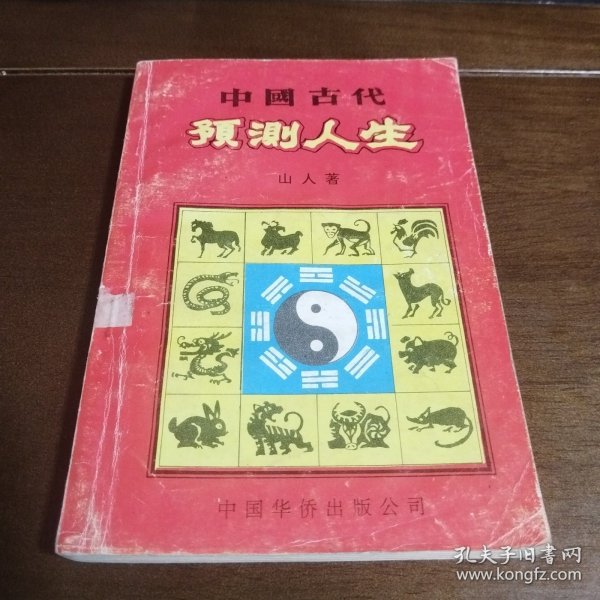 中國古代
預測人生
山人著
中国华侨出版公司
孔夫子旧书网
www.kongfz.com